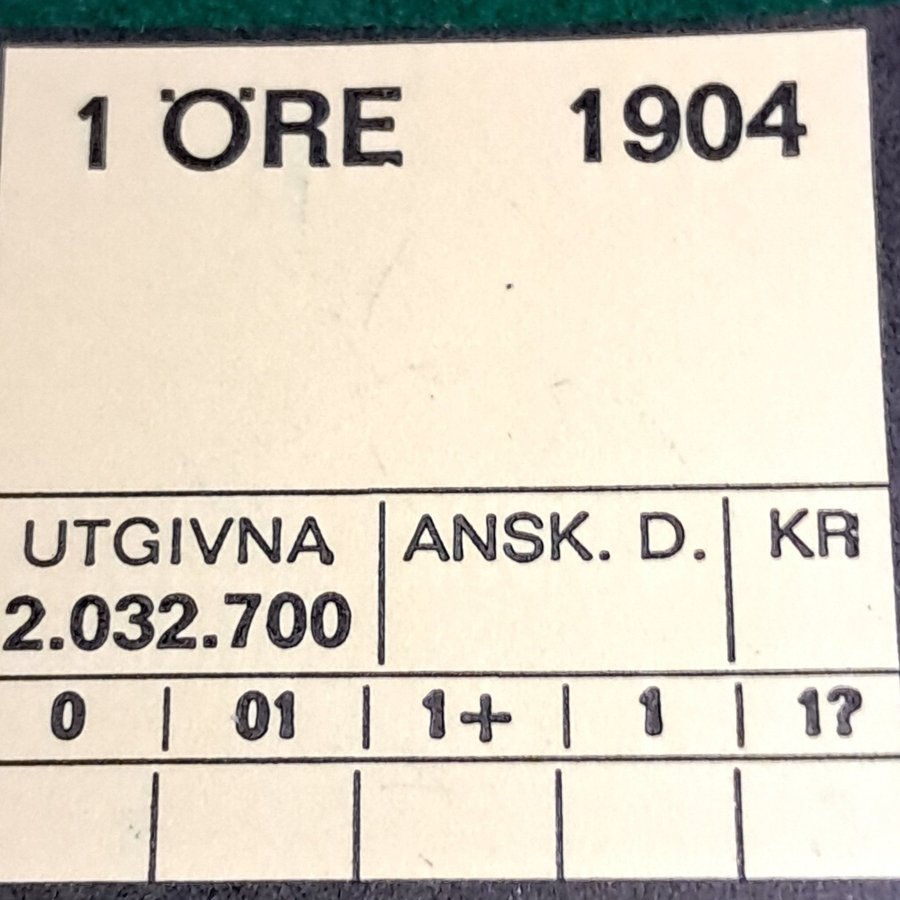 1 ÖRE 1904
UTGIVNA ANSK. D. KR
2.032.700
0 01 1+ 1 1?